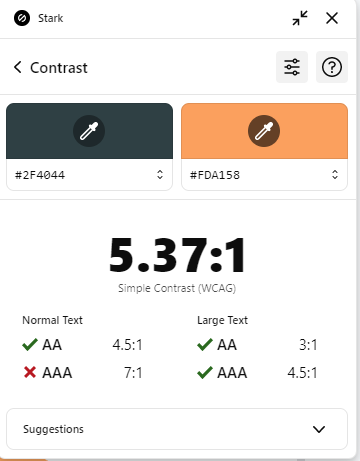 Stark
Contrast
#2F4044 #FDA158
5.37:1
Simple Contrast (WCAG)
Normal Text Large Text
AA 4.5:1 AA 3:1
AAA 7:1 AAA 4.5:1
Suggestions